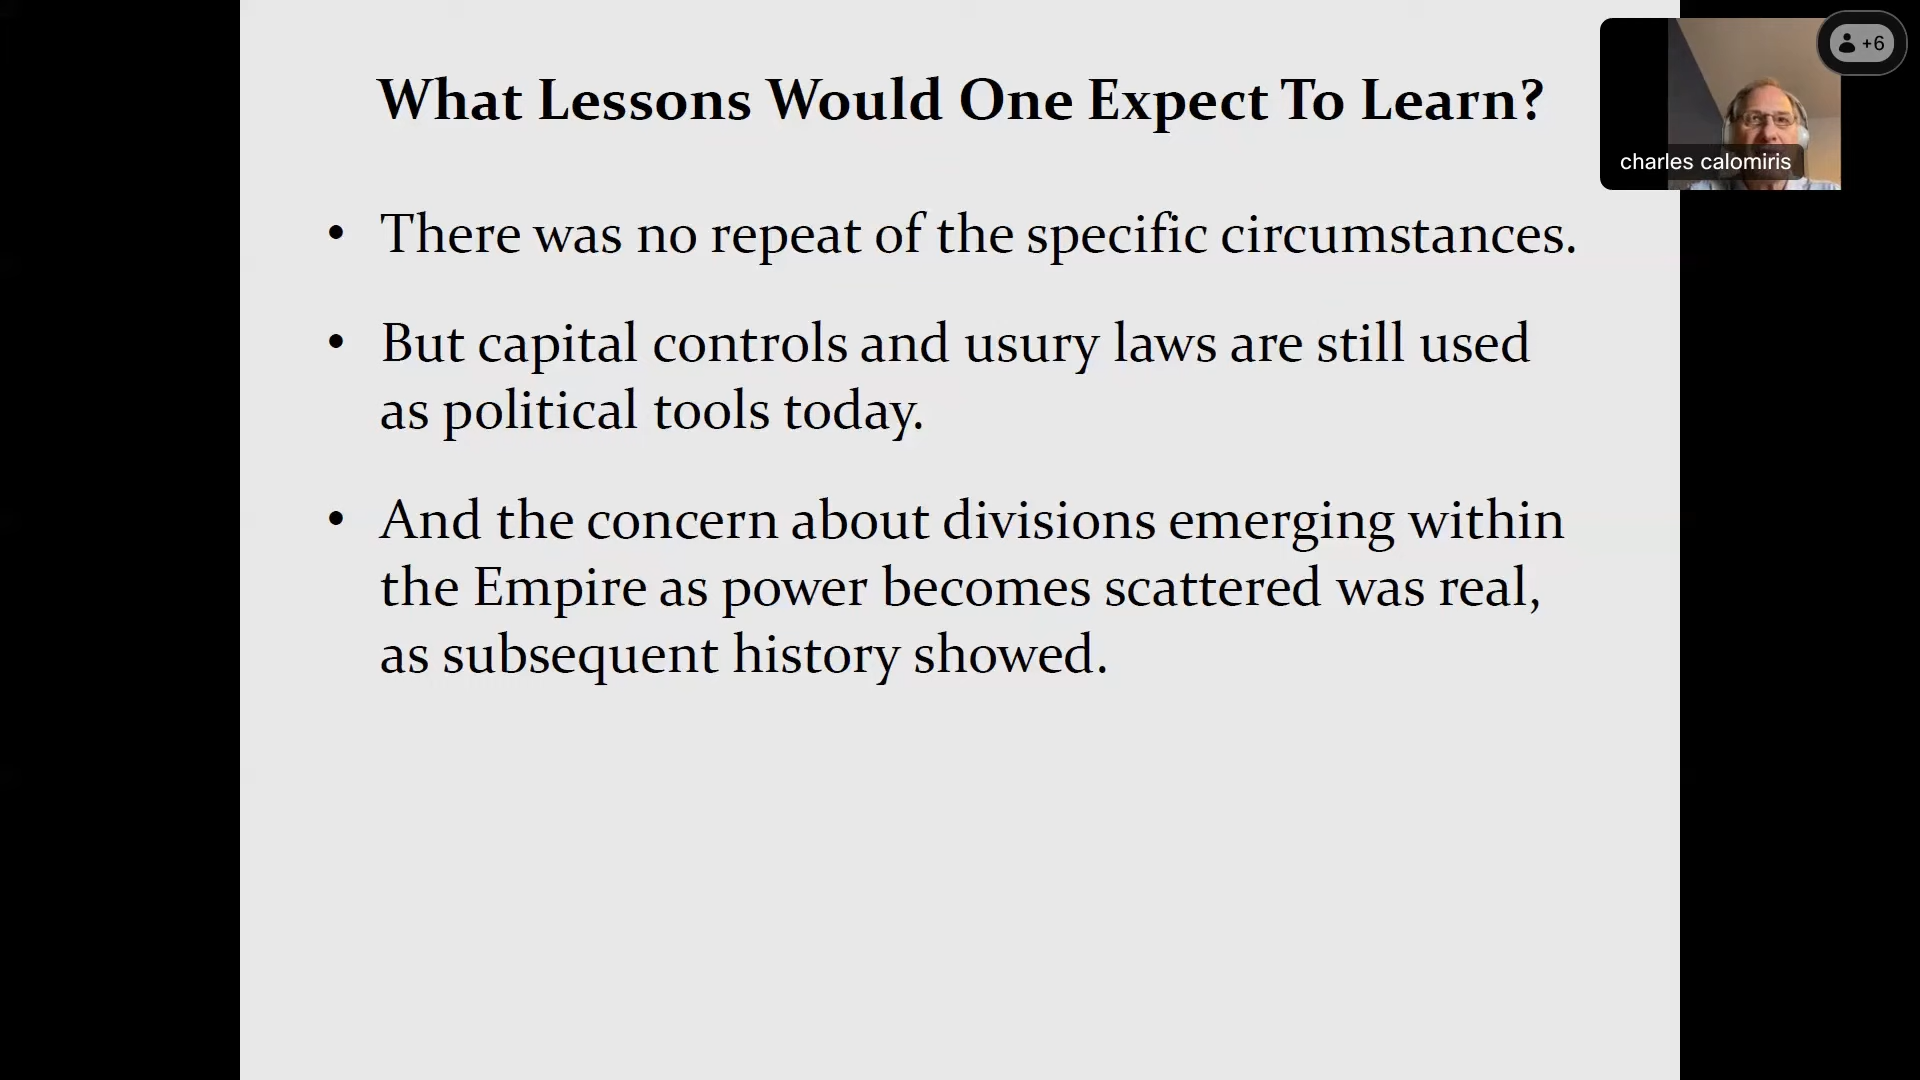 What Lessons Would One Expect To Learn?
+6
charles calomiris
• There was no repeat of the specific circumstances.
• But capital controls and usury laws are still used
as political tools today.
• And the concern about divisions emerging within
the Empire as power becomes scattered was real,
as subsequent history showed.